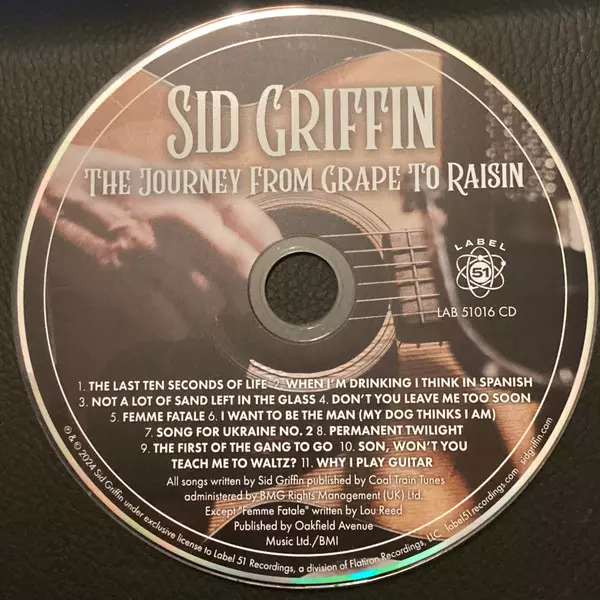 SID GRIFFIN
THE JOURNEY FROM GRAPE TO RAISIN
LABEL
51
LAB 51016 CD
1. THE LAST TEN SECONDS OF LIFE 2. WHEN I'M DRINKING I THINK IN SPANISH
3. NOT A LOT OF SAND LEFT IN THE GLASS 4. DON'T YOU LEAVE ME TOO SOON
5. FEMME FATALE 6. I WANT TO BE THE MAN (MY DOG THINKS I AM)
7. SONG FOR UKRAINE NO. 2 8. PERMANENT TWILIGHT
9. THE FIRST OF THE GANG TO GO 10. SON, WON'T YOU
TEACH ME TO WALTZ? 11. WHY I PLAY GUITAR
All songs written by Sid Griffin published by Coal Train Tunes
administered by BMG Rights Management (UK) Ltd.
Except "Femme Fatale" written by Lou Reed
Published by Oakfield Avenue
Music Ltd./BMI
℗ & © 2024 Sid Griffin under exclusive license to Label 51 Recordings, a division of Flatiron Recordings, LLC. Label51recordings.com sidgriffin.com